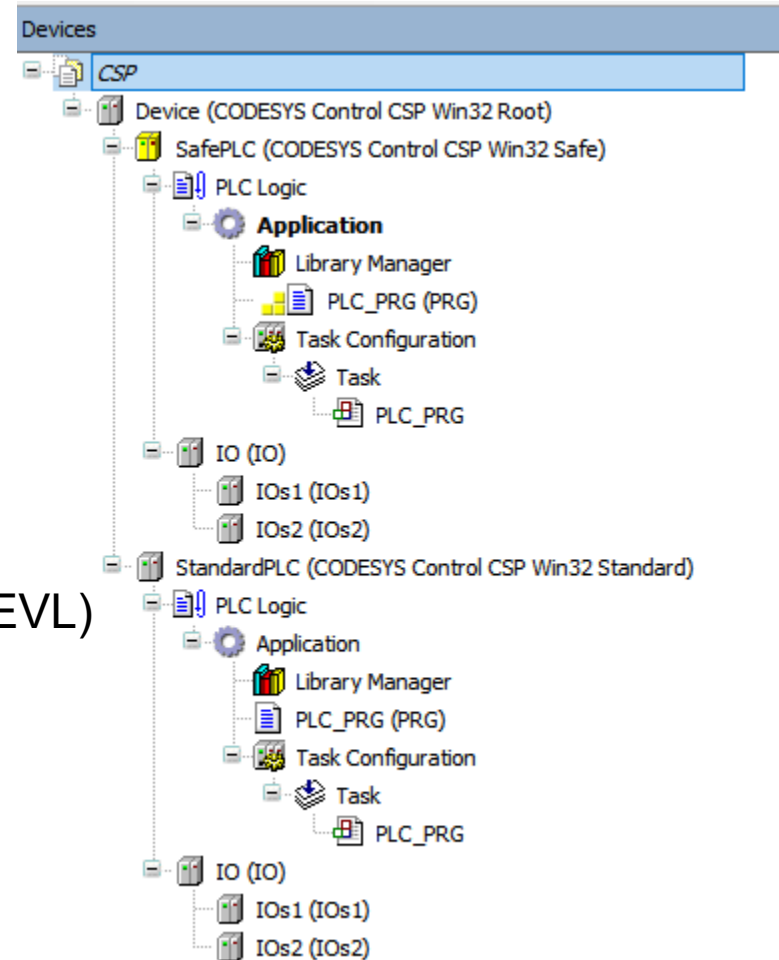 Devices
CSP
Device (CODESYS Control CSP Win32 Root)
SafePLC (CODESYS Control CSP Win32 Safe)
PLC Logic
Application
Library Manager
PLC_PRG (PRG)
Task Configuration
Task
PLC_PRG
IO (IO)
IOs1 (IOs1)
IOs2 (IOs2)
StandardPLC (CODESYS Control CSP Win32 Standard)
EVL)
PLC Logic
Application
Library Manager
PLC_PRG (PRG)
Task Configuration
Task
PLC_PRG
IO (IO)
IOs1 (IOs1)
IOs2 (IOs2)